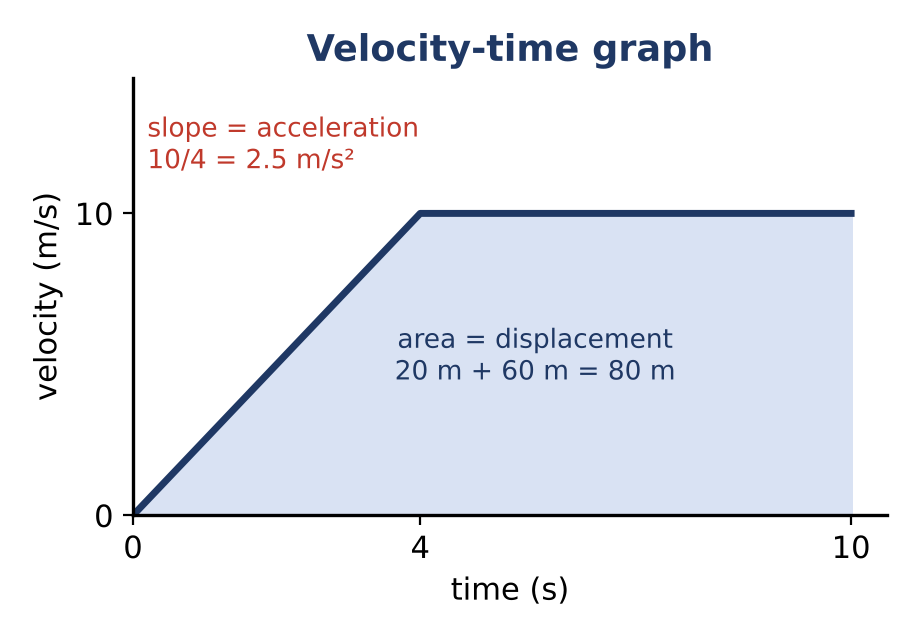 Velocity-time graph
slope = acceleration
10/4 = 2.5 m/s²
velocity (m/s)
10
area = displacement
20 m + 60 m = 80 m
0
0 4 10
time (s)